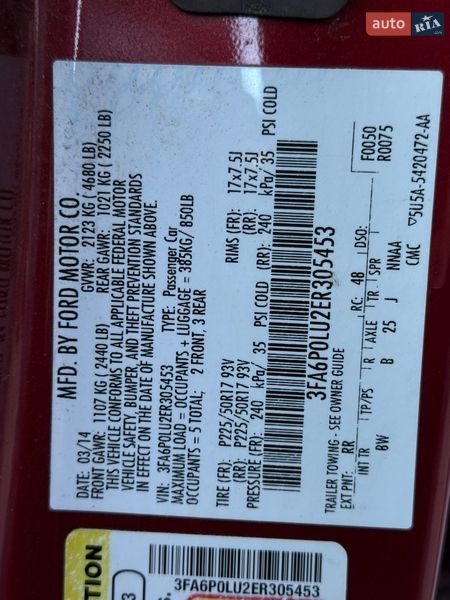 auto RIA.com
MFD. BY FORD MOTOR CO.
DATE: 03/14 GVWR: 2123 KG ( 4680 LB)
FRONT GAWR: 1107 KG ( 2440 LB) REAR GAWR: 1021 KG ( 2250 LB)
THIS VEHICLE CONFORMS TO ALL APPLICABLE FEDERAL MOTOR
VEHICLE SAFETY, BUMPER, AND THEFT PREVENTION STANDARDS
IN EFFECT ON THE DATE OF MANUFACTURE SHOWN ABOVE.
VIN: 3FA6P0LU2ER305453 TYPE: Passenger Car
MAXIMUM LOAD = OCCUPANTS + LUGGAGE = 385KG/ 850LB
OCCUPANTS = 5 TOTAL; 2 FRONT, 3 REAR
TIRE (FR): P225/50R17 93V RIMS (FR): 17x7.5J
TIRE (RR): P225/50R17 93V RIMS (RR): 17x7.5J
PRESSURE (FR): 240 kPa/ 35 PSI COLD (RR): 240 kPa/ 35 PSI COLD
3FA6P0LU2ER305453
TRAILER TOWING - SEE OWNER GUIDE F0050
R0075
EXT PNT: RR RC: 48 DSO:
INT TR TP/PS R AXLE TR SPR
8W B 25 J NNAA
CMC ▽5U5A-5420472-AA
3FA6P0LU2ER305453